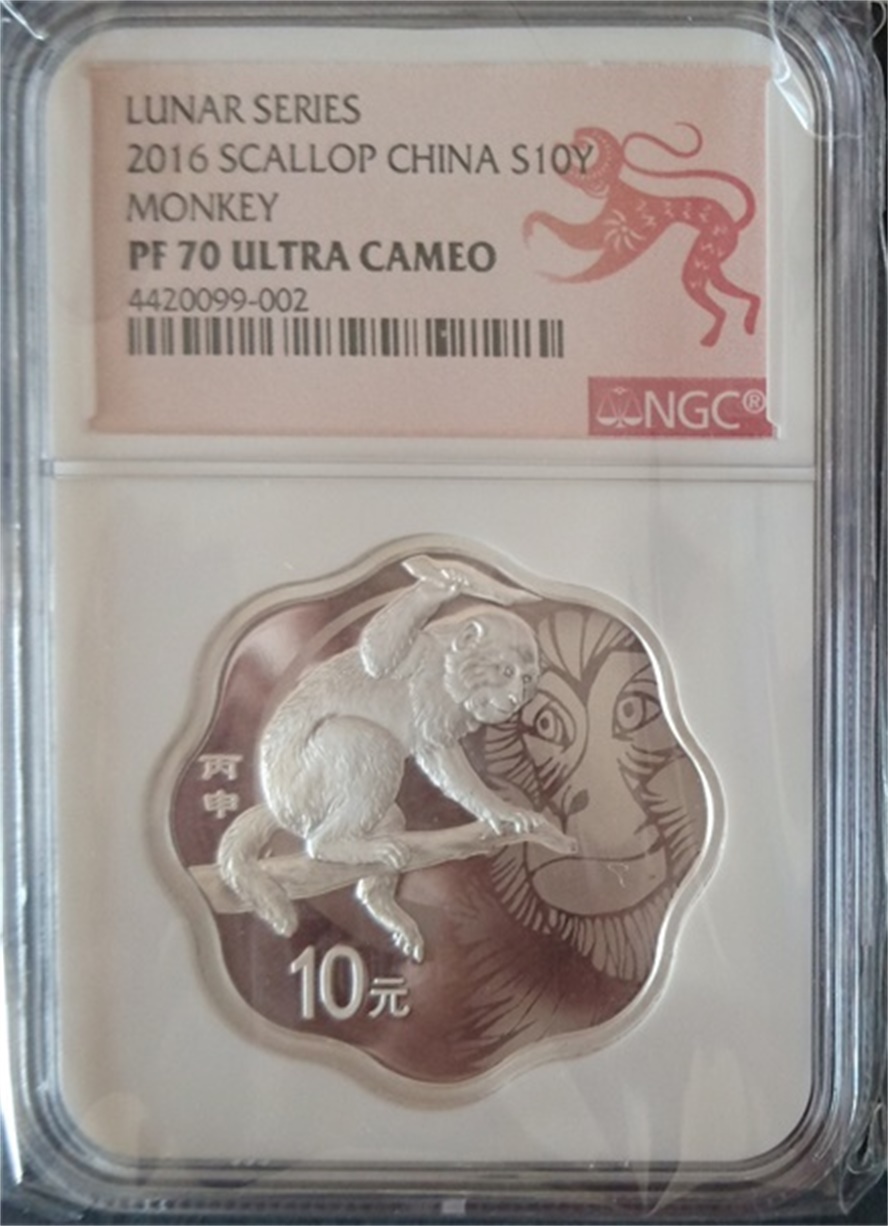 LUNAR SERIES
2016 SCALLOP CHINA S10Y
MONKEY
PF 70 ULTRA CAMEO
4420099-002
NGC®
丙
申
10元